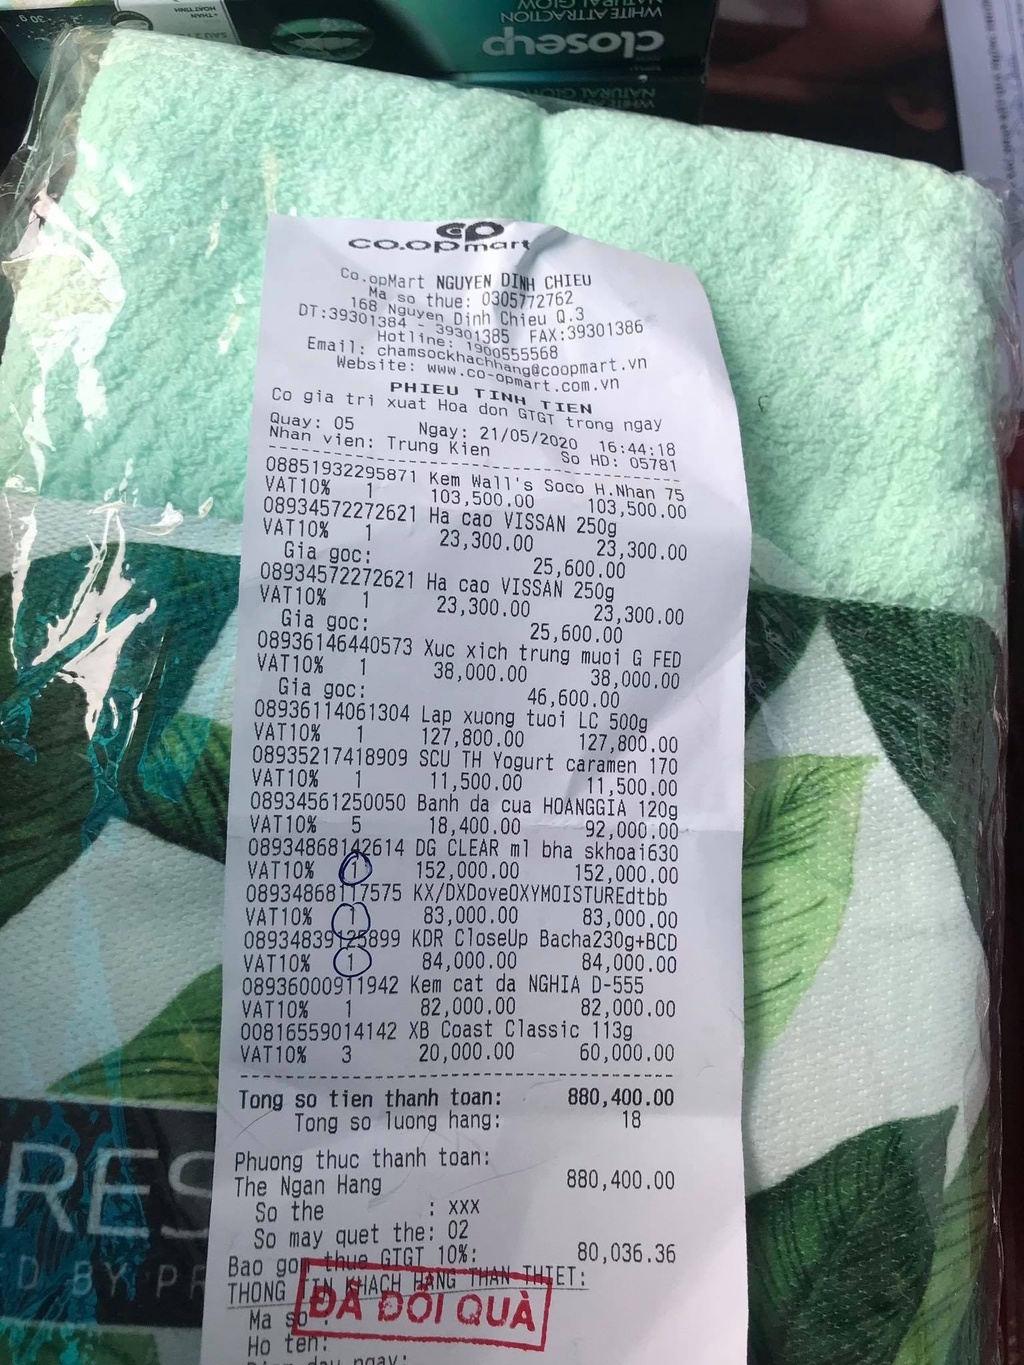 closeup
WHITE ATTRACTION
NATURAL GLOW
CO.OPmart
Co.opMart NGUYEN DINH CHIEU
Ma so thue: 0305772762
168 Nguyen Dinh Chieu Q.3
DT:39301384 - 39301385 FAX:39301386
Hotline: 1900555568
Email: chamsockhachhang@coopmart.vn
Website: www.co-opmart.com.vn
PHIEU TINH TIEN
Co gia tri xuat Hoa don GTGT trong ngay
Quay: 05 Ngay: 21/05/2020 16:44:18
Nhan vien: Trung Kien So HD: 05781
08851932295871 Kem Wall's Soco H.Nhan 75
VAT10% 1 103,500.00 103,500.00
08934572272621 Ha cao VISSAN 250g
VAT10% 1 23,300.00 23,300.00
Gia goc: 25,600.00
08934572272621 Ha cao VISSAN 250g
VAT10% 1 23,300.00 23,300.00
Gia goc: 25,600.00
08936146440573 Xuc xich trung muoi G FED
VAT10% 1 38,000.00 38,000.00
Gia goc: 46,600.00
08936114061304 Lap xuong tuoi LC 500g
VAT10% 1 127,800.00 127,800.00
08935217418909 SCU TH Yogurt caramen 170
VAT10% 1 11,500.00 11,500.00
08934561250050 Banh da cua HOANGGIA 120g
VAT10% 5 18,400.00 92,000.00
08934868142614 DG CLEAR ml bha skhoai630
VAT10% 1 152,000.00 152,000.00
08934868117575 KX/DXDoveOXYMOISTUREdtbb
VAT10% 1 83,000.00 83,000.00
08934839125899 KDR CloseUp Bacha230g+BCD
VAT10% 1 84,000.00 84,000.00
08936000911942 Kem cat da NGHIA D-555
VAT10% 1 82,000.00 82,000.00
00816559014142 XB Coast Classic 113g
VAT10% 3 20,000.00 60,000.00
Tong so tien thanh toan: 880,400.00
Tong so luong hang: 18
Phuong thuc thanh toan:
The Ngan Hang 880,400.00
So the : XXX
So may quet the: 02
Bao gom thue GTGT 10%: 80,036.36
THONG TIN KHACH HANG THAN THIET:
ĐÃ ĐỔI QUÀ
Ma so :
Ho ten:
RES
D BY PR